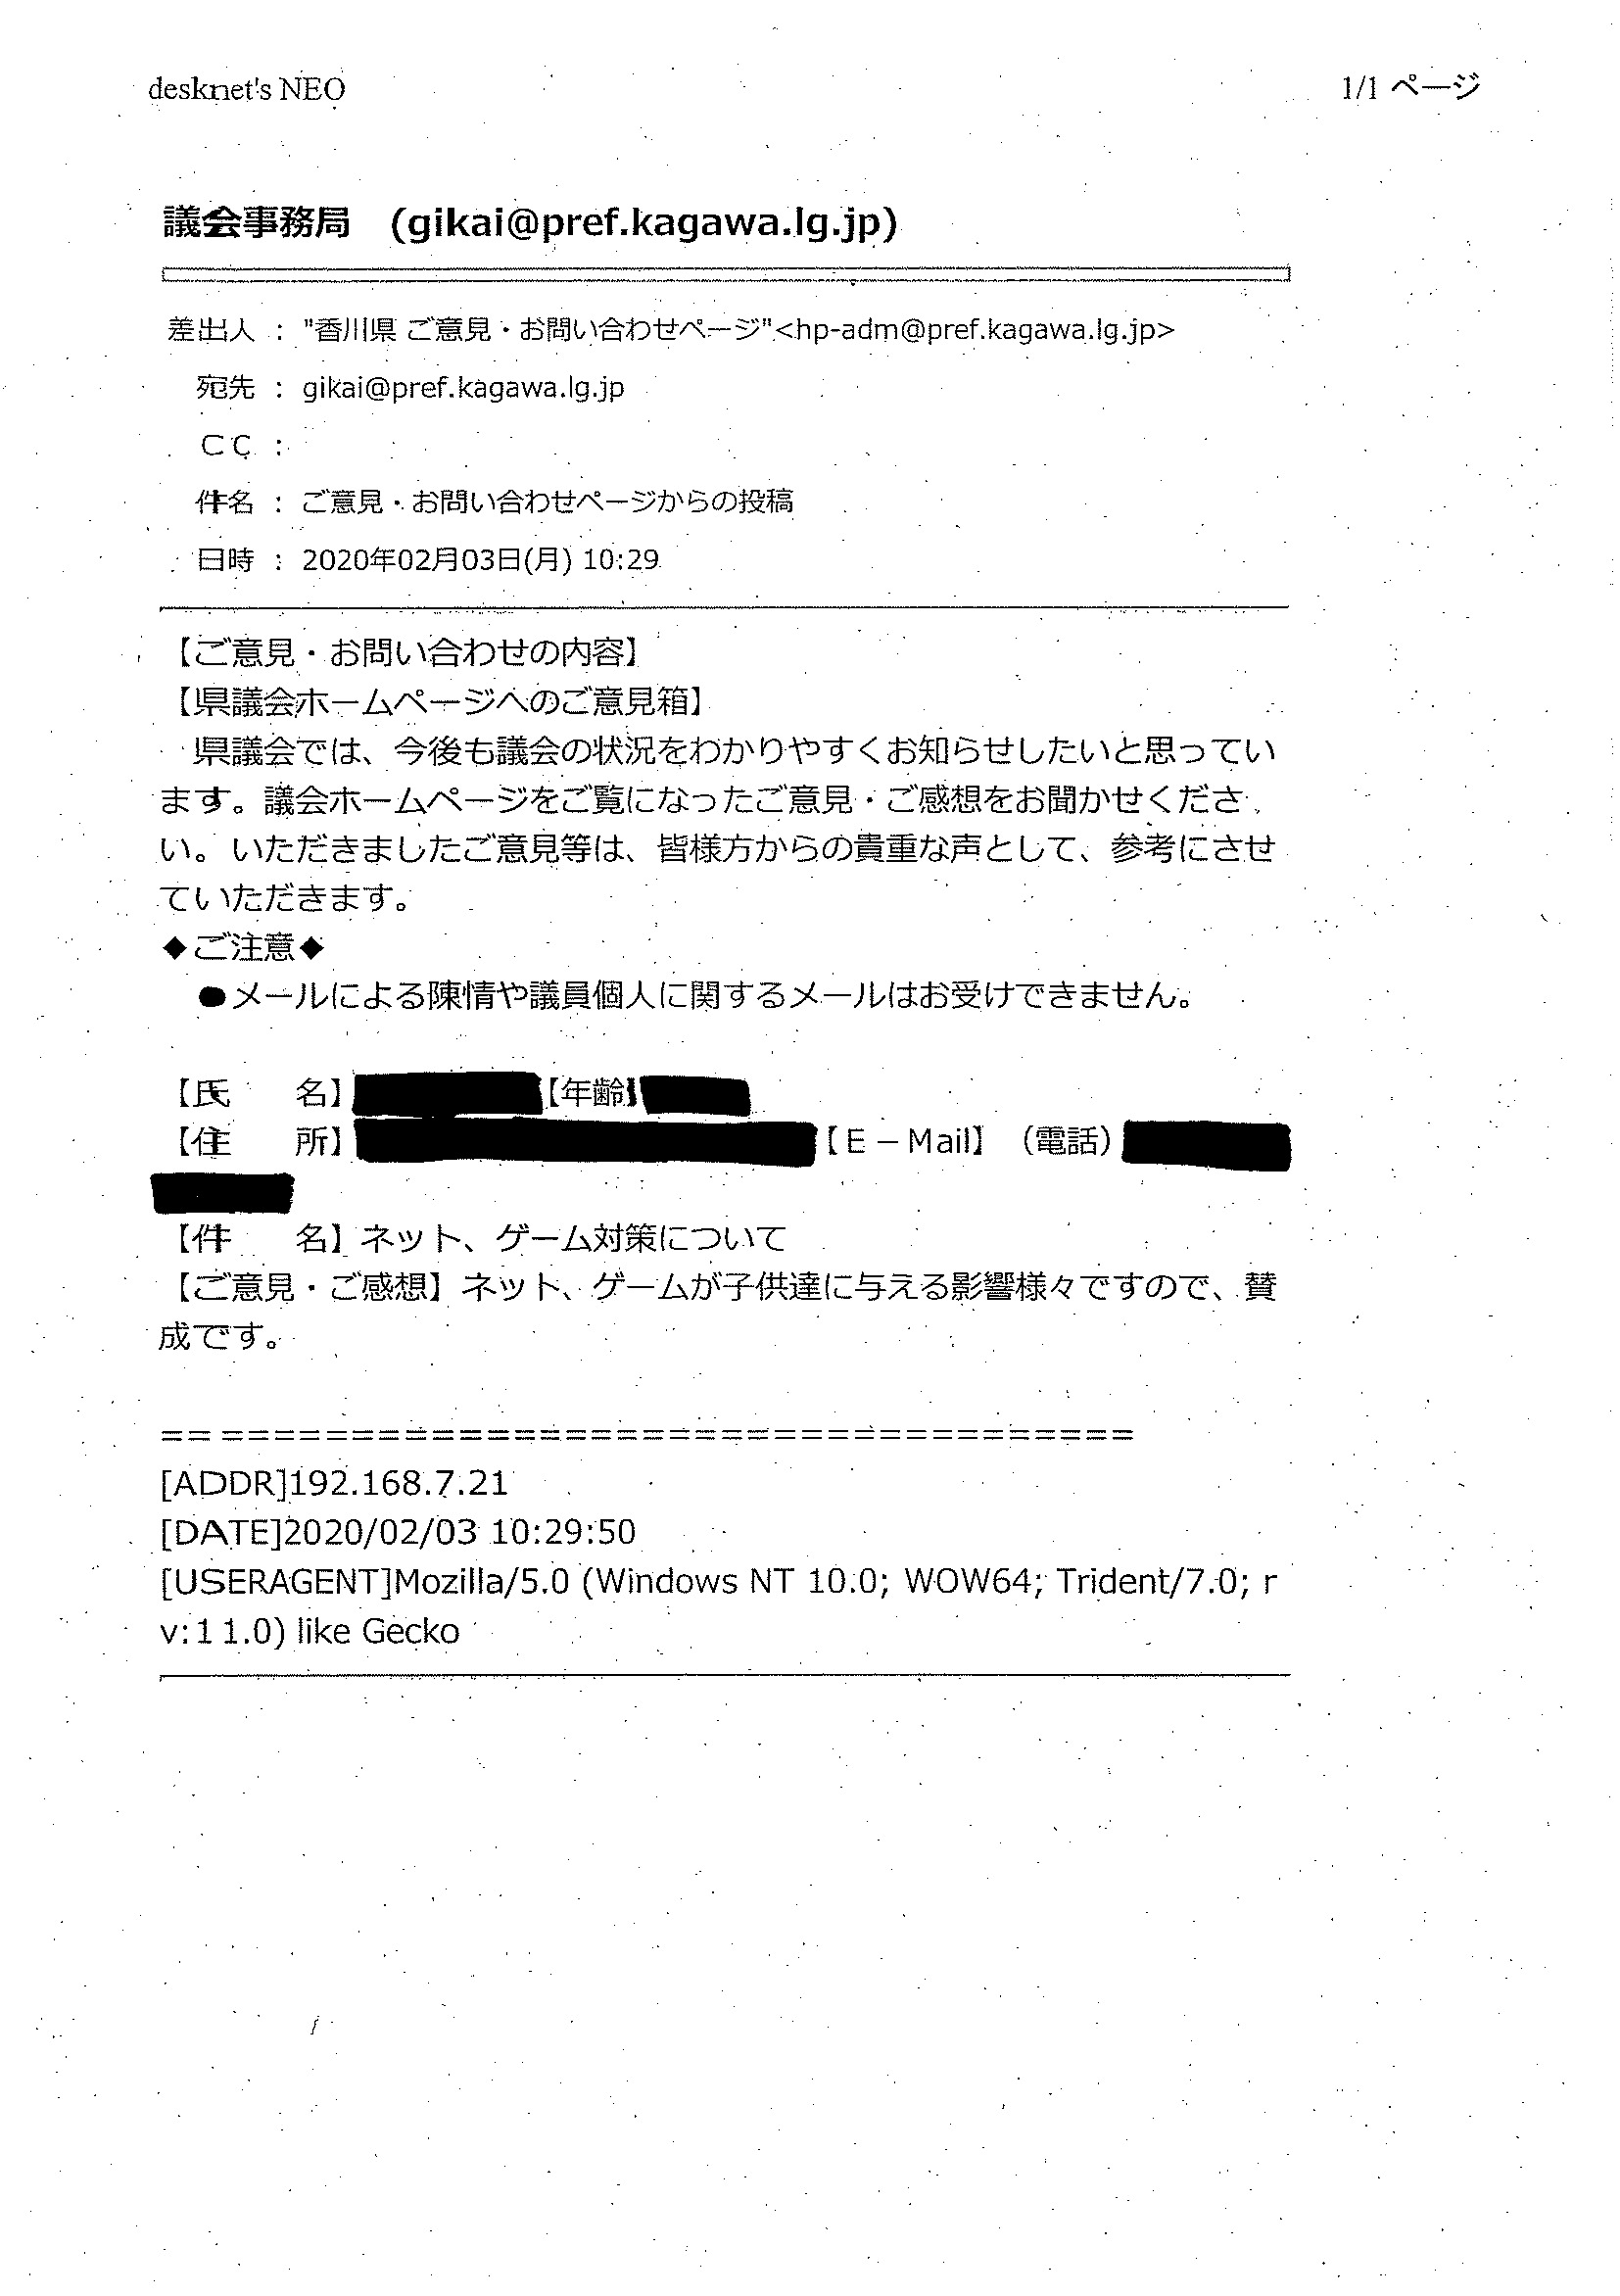 desknet's NEO
1/1 ページ
議会事務局 (gikai@pref.kagawa.lg.jp)
差出人 : "香川県 ご意見・お問い合わせページ"<hp-adm@pref.kagawa.lg.jp>
宛先 : gikai@pref.kagawa.lg.jp
CC :
件名 : ご意見・お問い合わせページからの投稿
日時 : 2020年02月03日(月) 10:29
【ご意見・お問い合わせの内容】
【県議会ホームページへのご意見箱】
県議会では、今後も議会の状況をわかりやすくお知らせしたいと思ってい
ます。議会ホームページをご覧になったご意見・ご感想をお聞かせくださ
い。いただきましたご意見等は、皆様方からの貴重な声として、参考にさせ
ていただきます。
◆ご注意◆
●メールによる陳情や議員個人に関するメールはお受けできません。
【氏　　名】【年齢】
【住　　所】【E－Mail】（電話）
【件　　名】ネット、ゲーム対策について
【ご意見・ご感想】ネット、ゲームが子供達に与える影響様々ですので、賛
成です。
=====================================
[ADDR]192.168.7.21
[DATE]2020/02/03 10:29:50
[USERAGENT]Mozilla/5.0 (Windows NT 10.0; WOW64; Trident/7.0; r
v:11.0) like Gecko